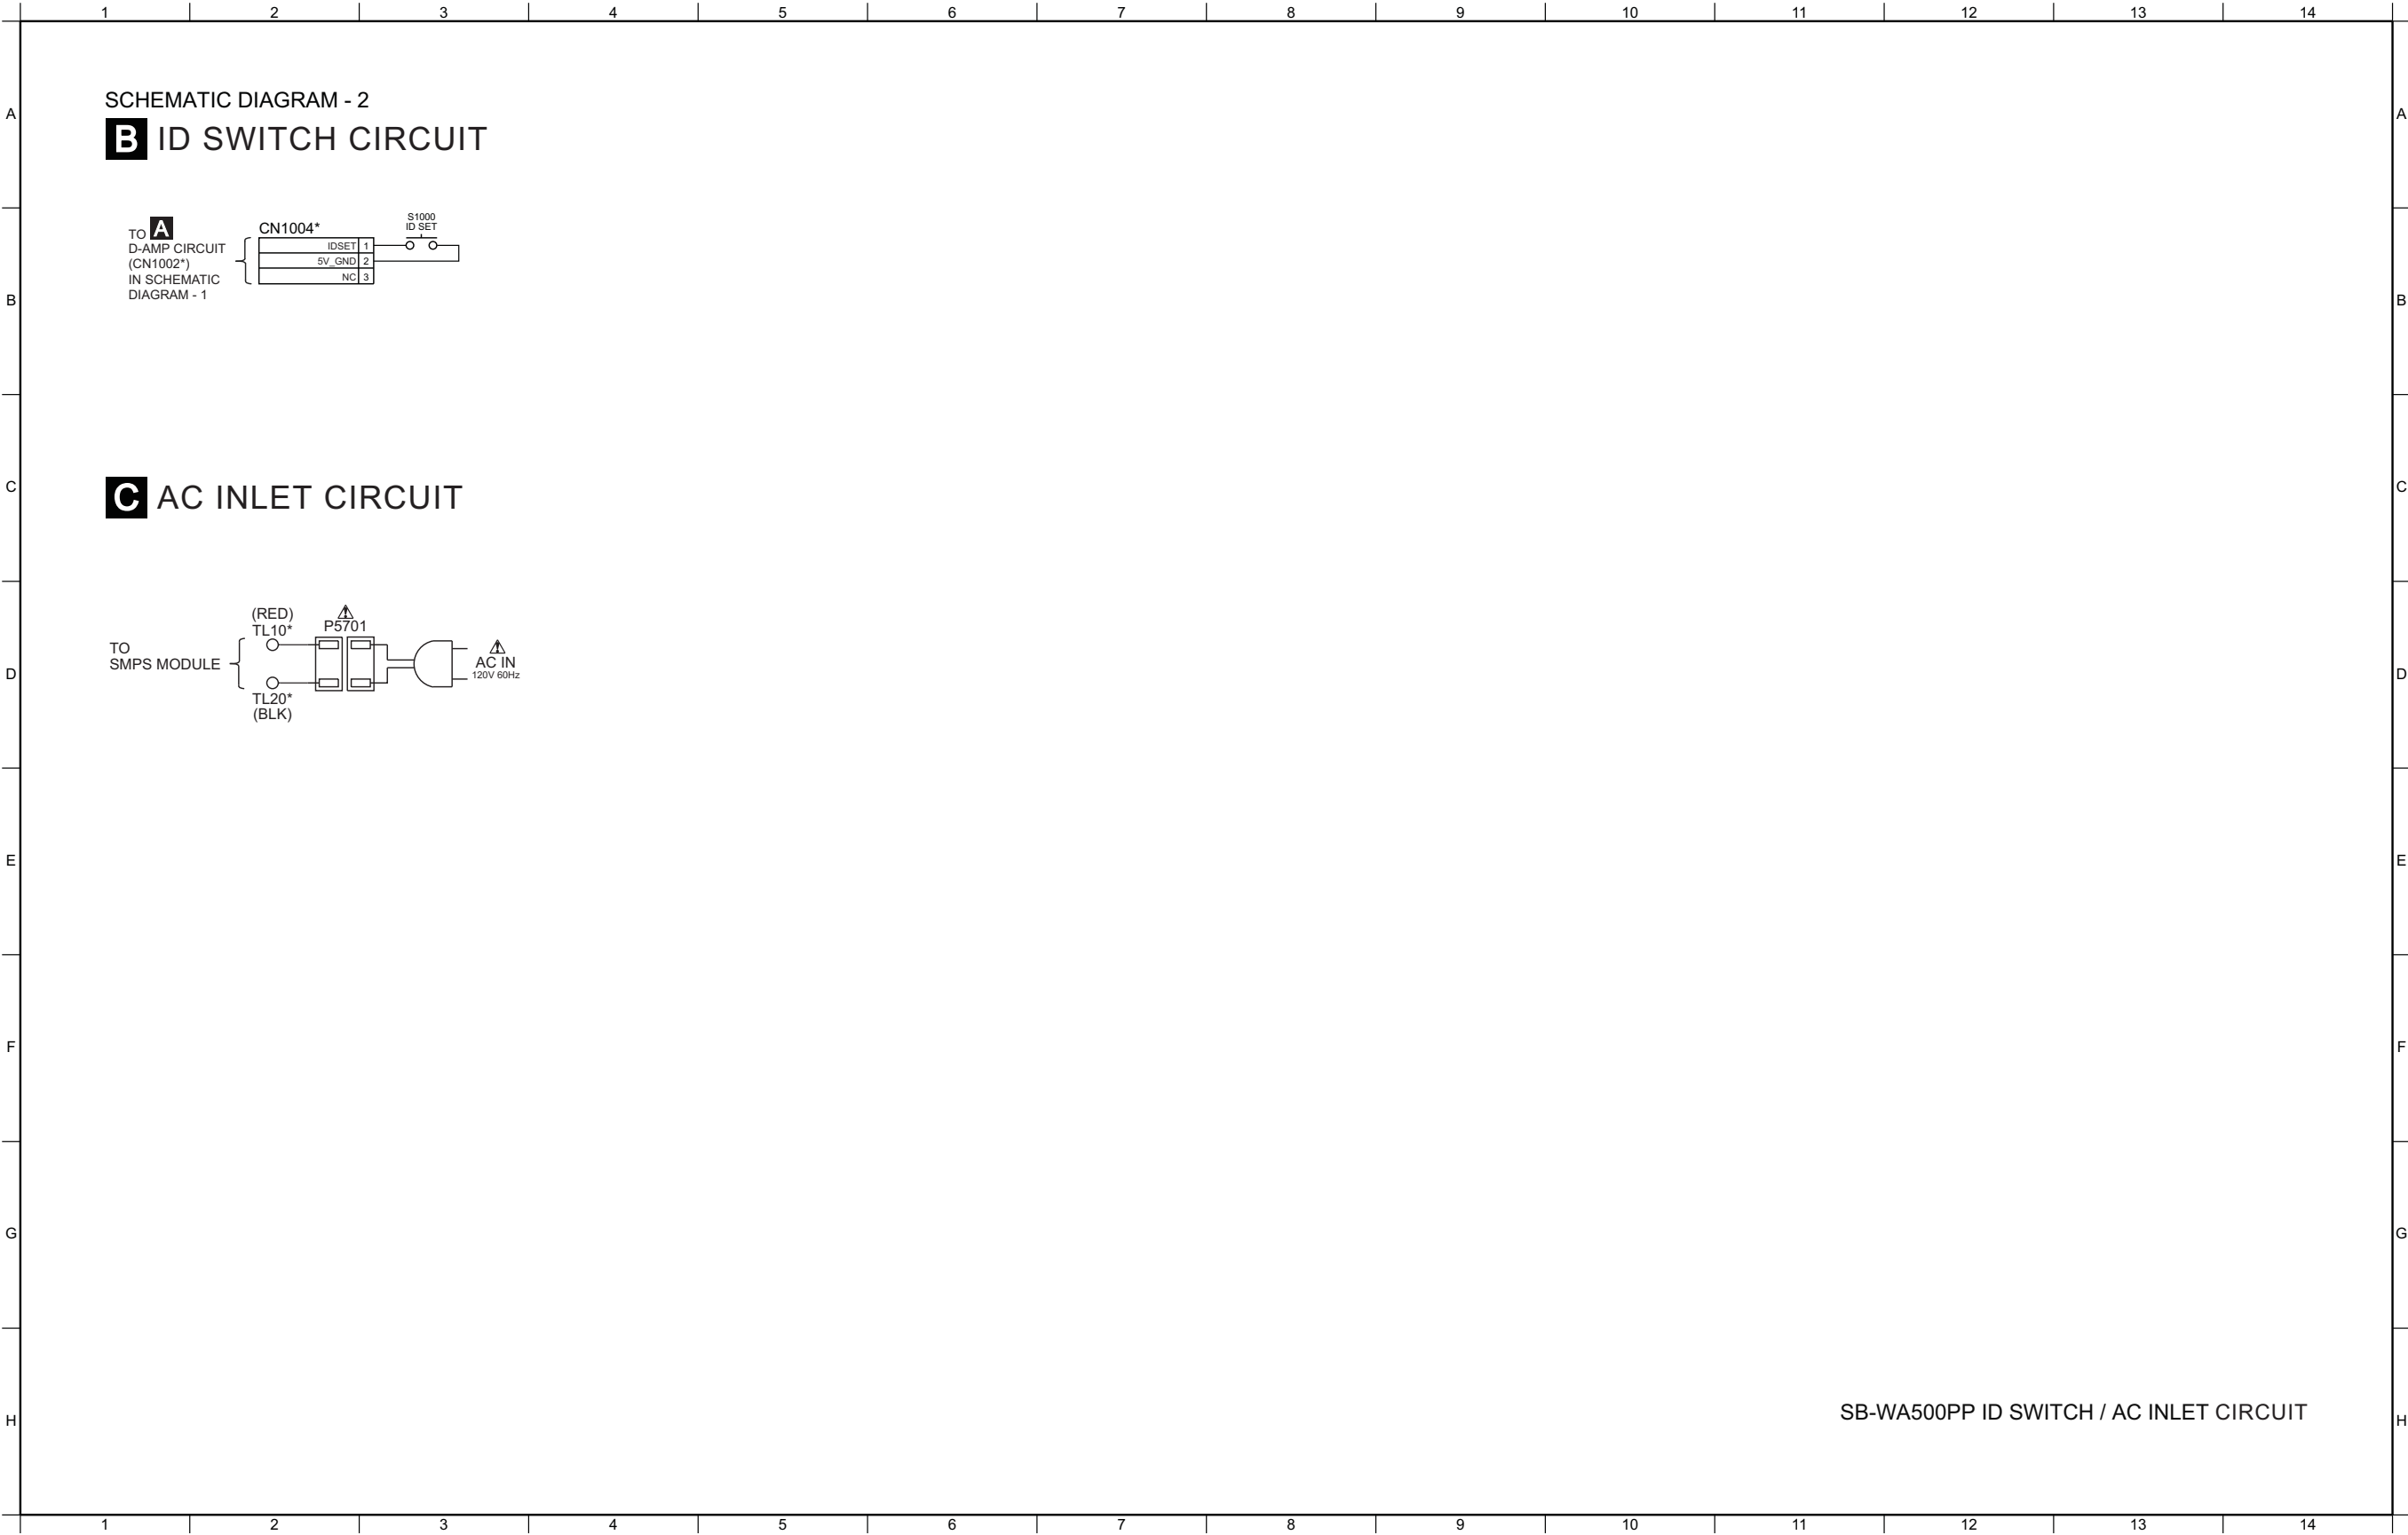 1 2 3 4 5 6 7 8 9 10 11 12 13 14
A A
SCHEMATIC DIAGRAM - 2
B ID SWITCH CIRCUIT
B B
TO A
D-AMP CIRCUIT
(CN1002*)
IN SCHEMATIC
DIAGRAM - 1
CN1004*
IDSET 1
5V_GND 2
NC 3
S1000
ID SET
C C
C AC INLET CIRCUIT
D D
TO
SMPS MODULE
(RED)
TL10*
TL20*
(BLK)
P5701
AC IN
120V 60Hz
E E
F F
G G
H H
SB-WA500PP ID SWITCH / AC INLET CIRCUIT
1 2 3 4 5 6 7 8 9 10 11 12 13 14